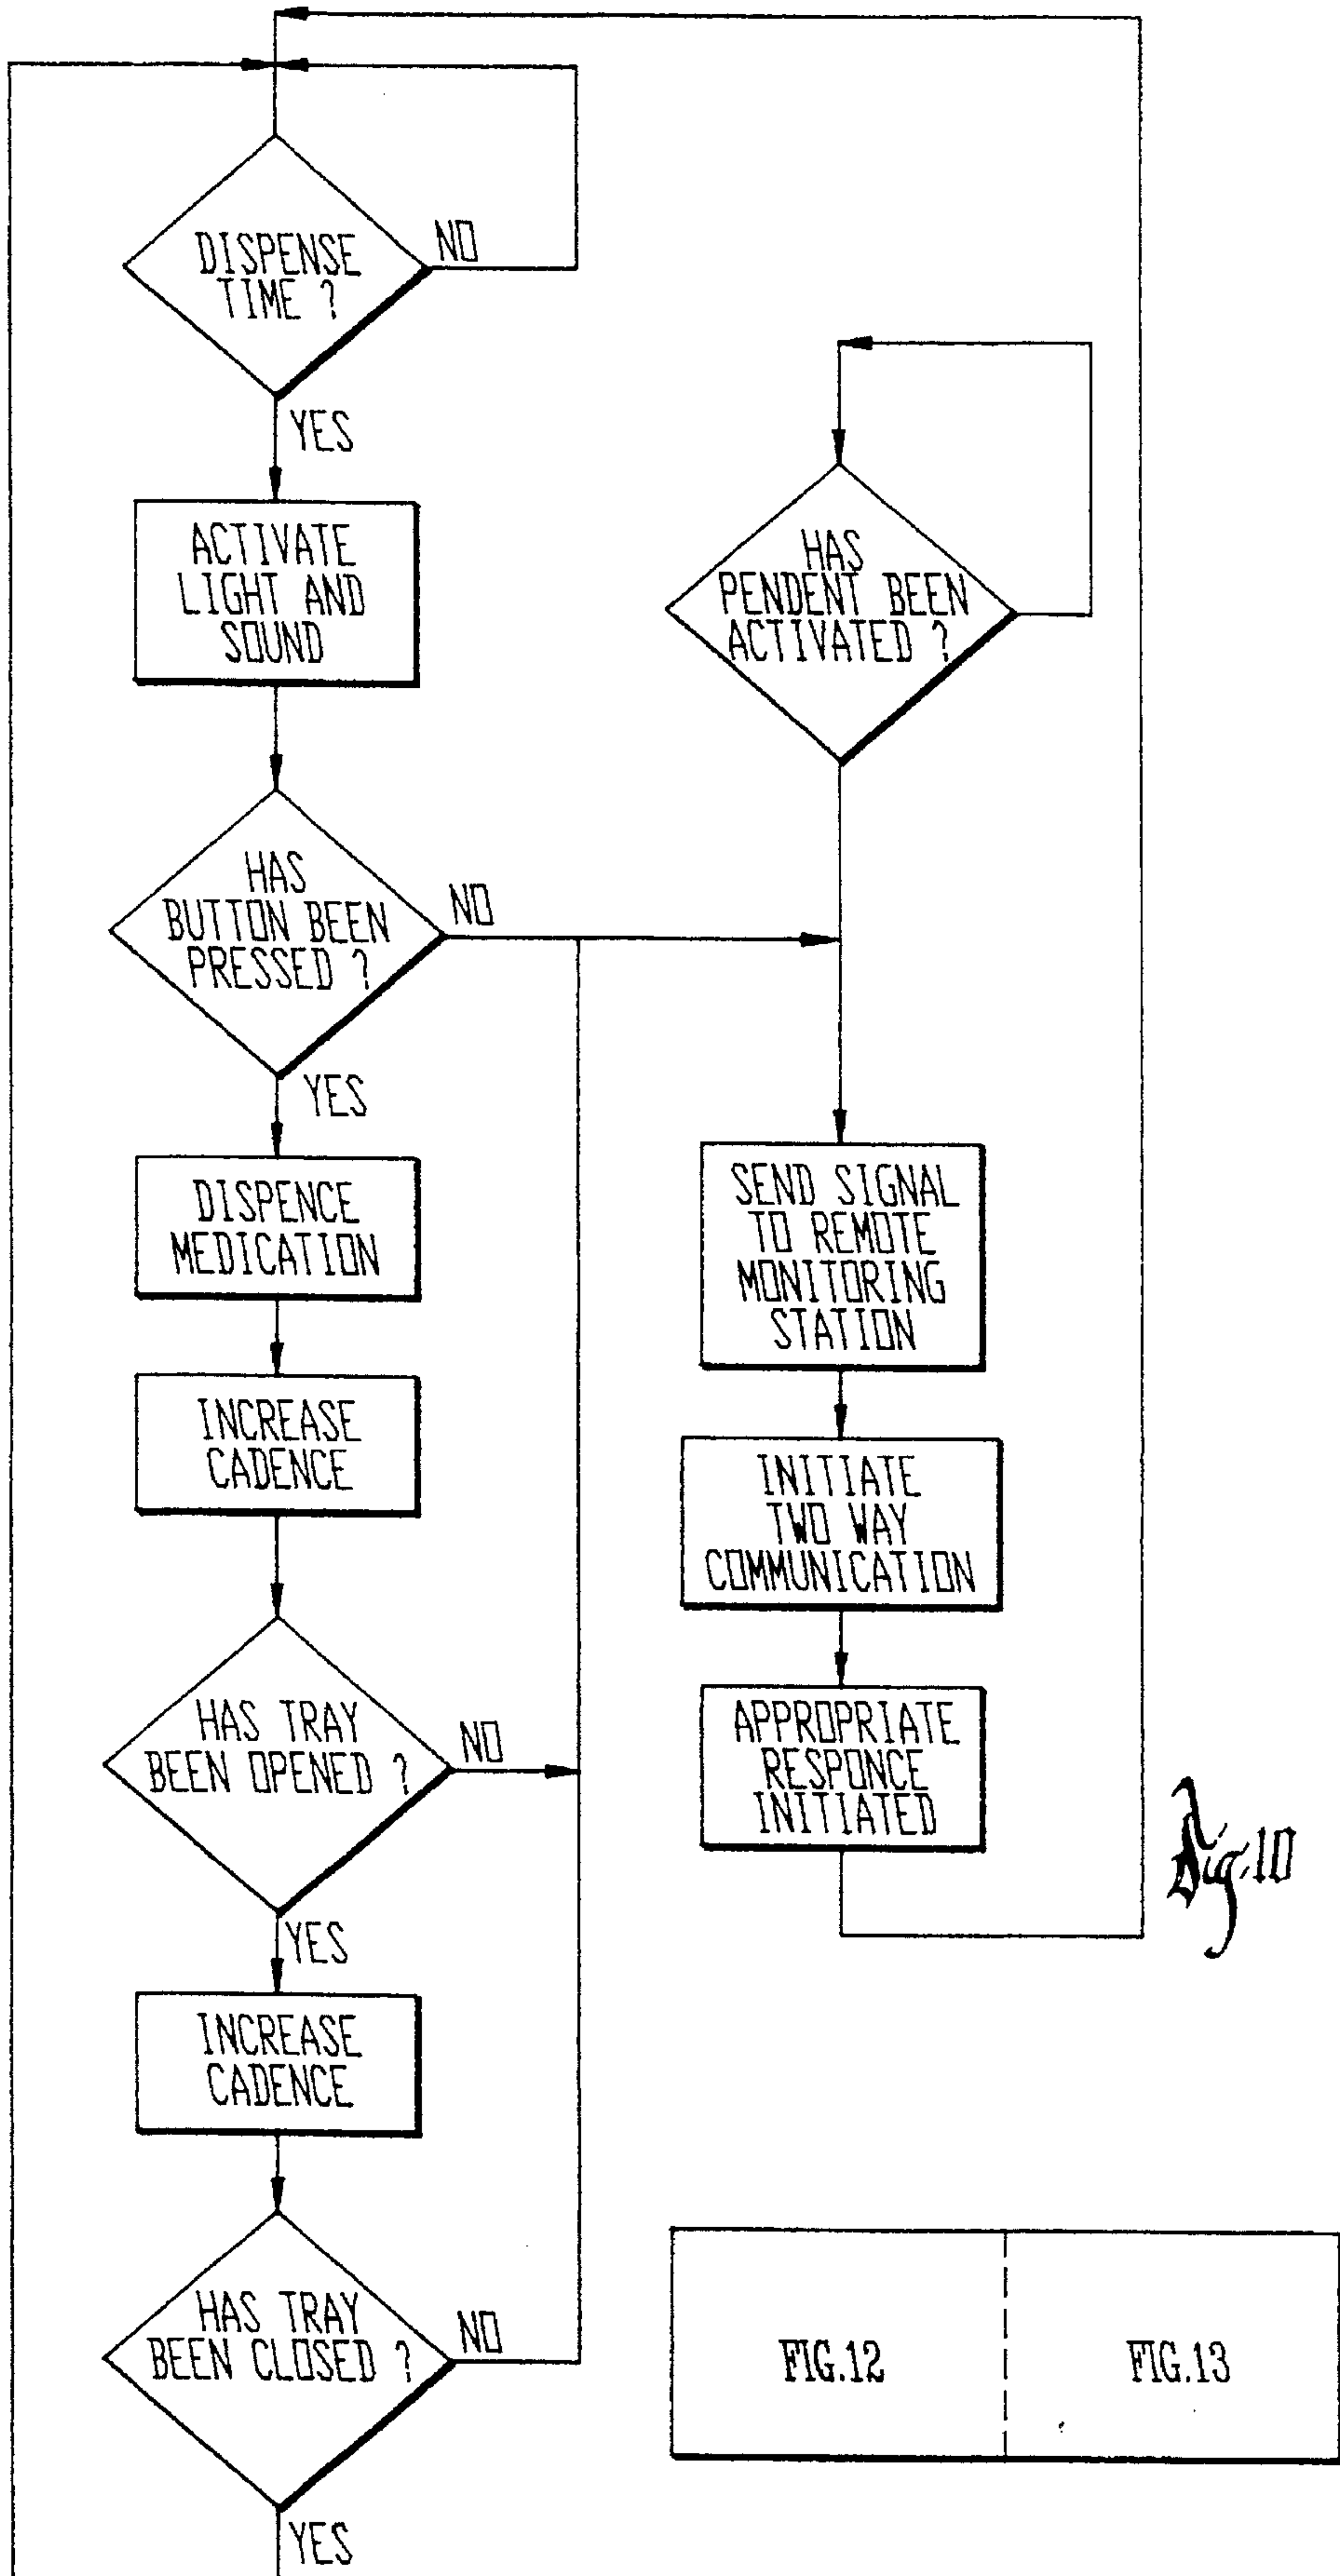 DISPENSE
TIME ?
NO
YES
ACTIVATE
LIGHT AND
SOUND
HAS
BUTTON BEEN
PRESSED ?
NO
YES
DISPENCE
MEDICATION
INCREASE
CADENCE
HAS TRAY
BEEN OPENED ?
NO
YES
INCREASE
CADENCE
HAS TRAY
BEEN CLOSED ?
NO
YES
HAS
PENDENT BEEN
ACTIVATED ?
SEND SIGNAL
TO REMOTE
MONITORING
STATION
INITIATE
TWO WAY
COMMUNICATION
APPROPRIATE
RESPONCE
INITIATED
Fig.10
FIG.12
FIG.13